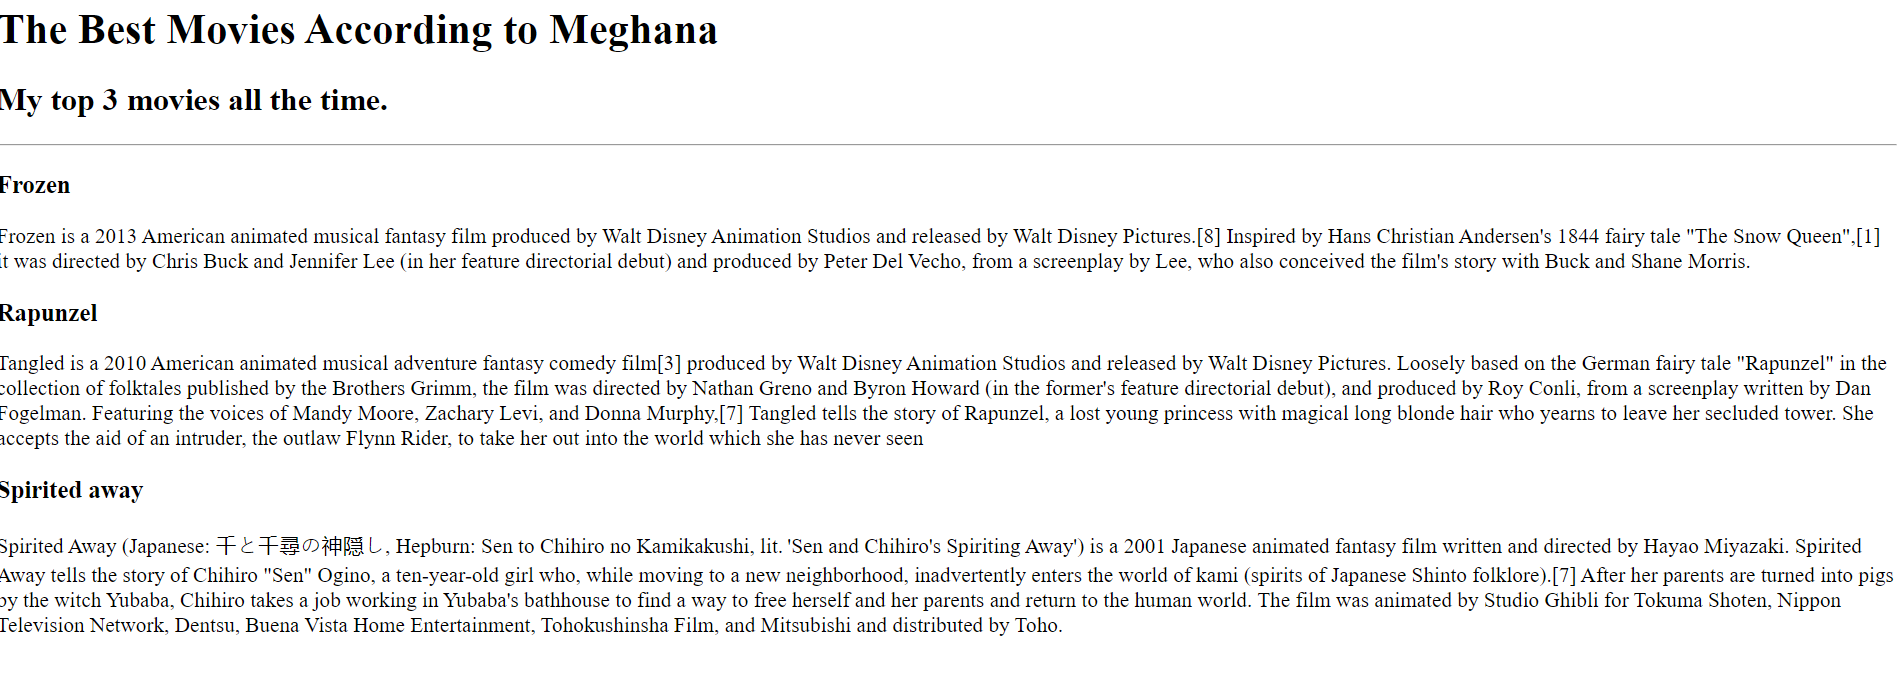 The Best Movies According to Meghana
My top 3 movies all the time.
Frozen
Frozen is a 2013 American animated musical fantasy film produced by Walt Disney Animation Studios and released by Walt Disney Pictures.[8] Inspired by Hans Christian Andersen's 1844 fairy tale "The Snow Queen",[1]
it was directed by Chris Buck and Jennifer Lee (in her feature directorial debut) and produced by Peter Del Vecho, from a screenplay by Lee, who also conceived the film's story with Buck and Shane Morris.
Rapunzel
Tangled is a 2010 American animated musical adventure fantasy comedy film[3] produced by Walt Disney Animation Studios and released by Walt Disney Pictures. Loosely based on the German fairy tale "Rapunzel" in the
collection of folktales published by the Brothers Grimm, the film was directed by Nathan Greno and Byron Howard (in the former's feature directorial debut), and produced by Roy Conli, from a screenplay written by Dan
Fogelman. Featuring the voices of Mandy Moore, Zachary Levi, and Donna Murphy,[7] Tangled tells the story of Rapunzel, a lost young princess with magical long blonde hair who yearns to leave her secluded tower. She
accepts the aid of an intruder, the outlaw Flynn Rider, to take her out into the world which she has never seen
Spirited away
Spirited Away (Japanese: 千と千尋の神隠し, Hepburn: Sen to Chihiro no Kamikakushi, lit. 'Sen and Chihiro's Spiriting Away') is a 2001 Japanese animated fantasy film written and directed by Hayao Miyazaki. Spirited
Away tells the story of Chihiro "Sen" Ogino, a ten-year-old girl who, while moving to a new neighborhood, inadvertently enters the world of kami (spirits of Japanese Shinto folklore).[7] After her parents are turned into pigs
by the witch Yubaba, Chihiro takes a job working in Yubaba's bathhouse to find a way to free herself and her parents and return to the human world. The film was animated by Studio Ghibli for Tokuma Shoten, Nippon
Television Network, Dentsu, Buena Vista Home Entertainment, Tohokushinsha Film, and Mitsubishi and distributed by Toho.